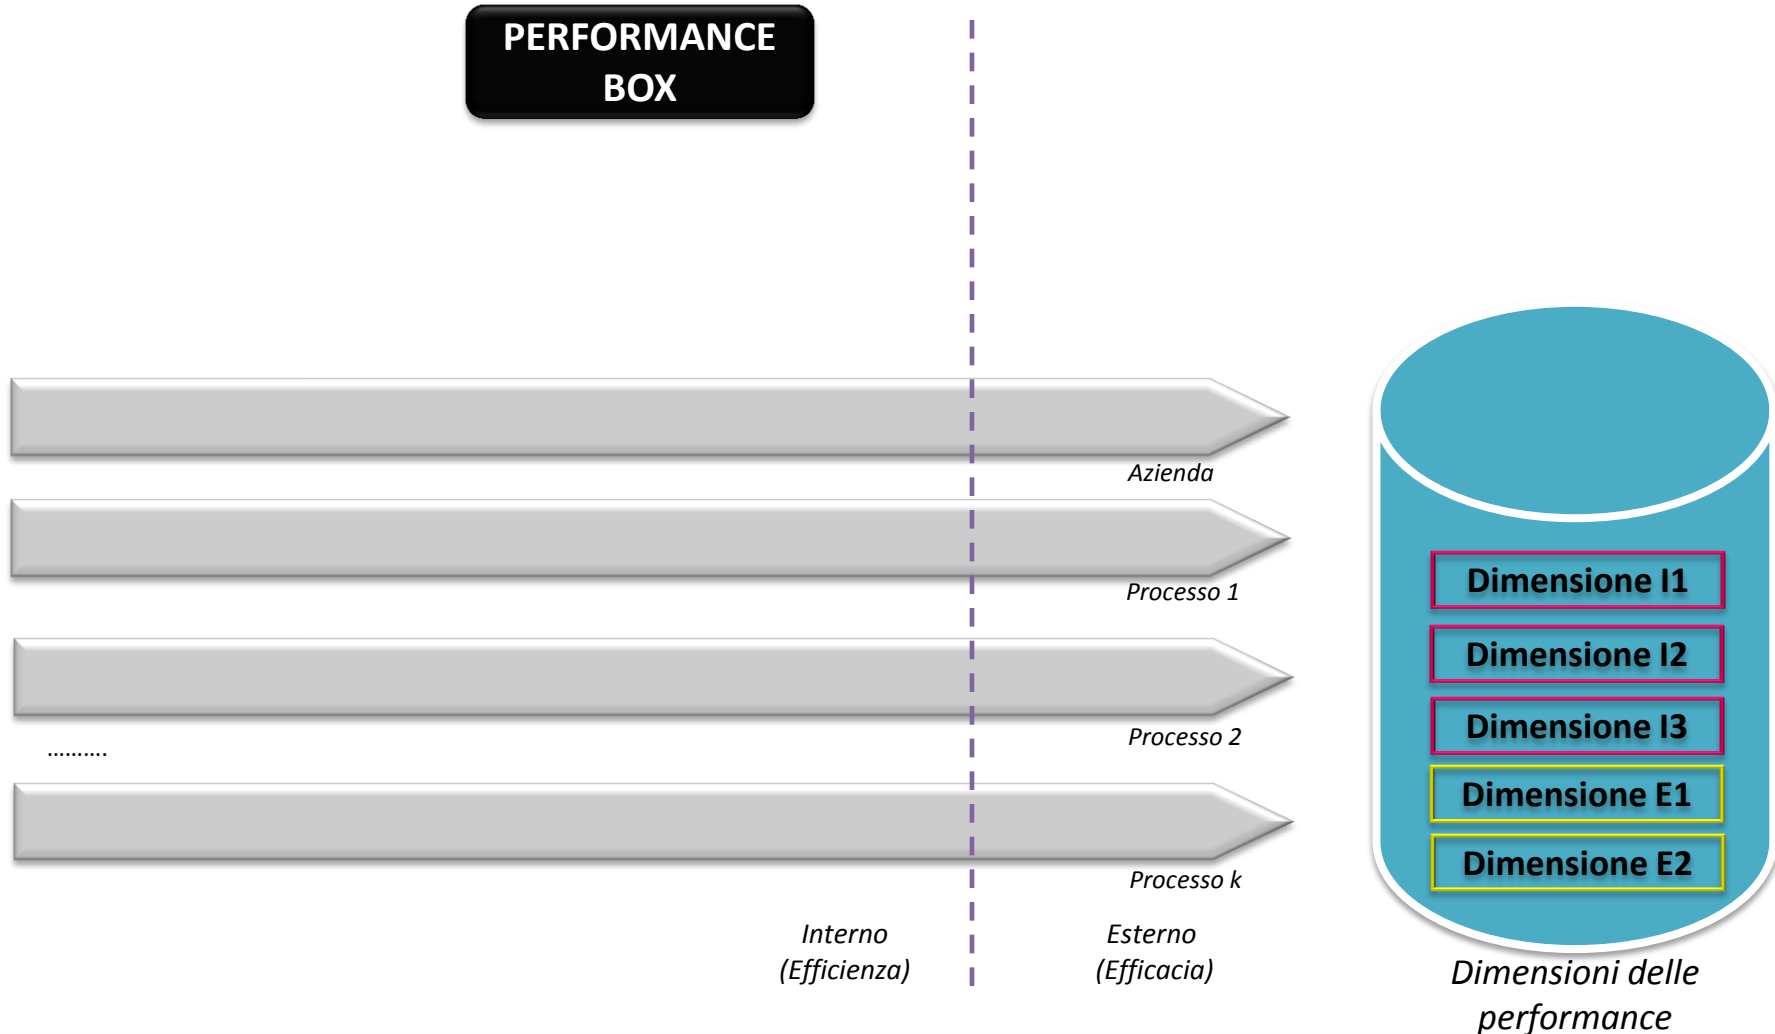 PERFORMANCE
BOX
Azienda
Processo 1
Processo 2
..........
Processo k
Interno
(Efficienza)
Esterno
(Efficacia)
Dimensione I1
Dimensione I2
Dimensione I3
Dimensione E1
Dimensione E2
Dimensioni delle
performance